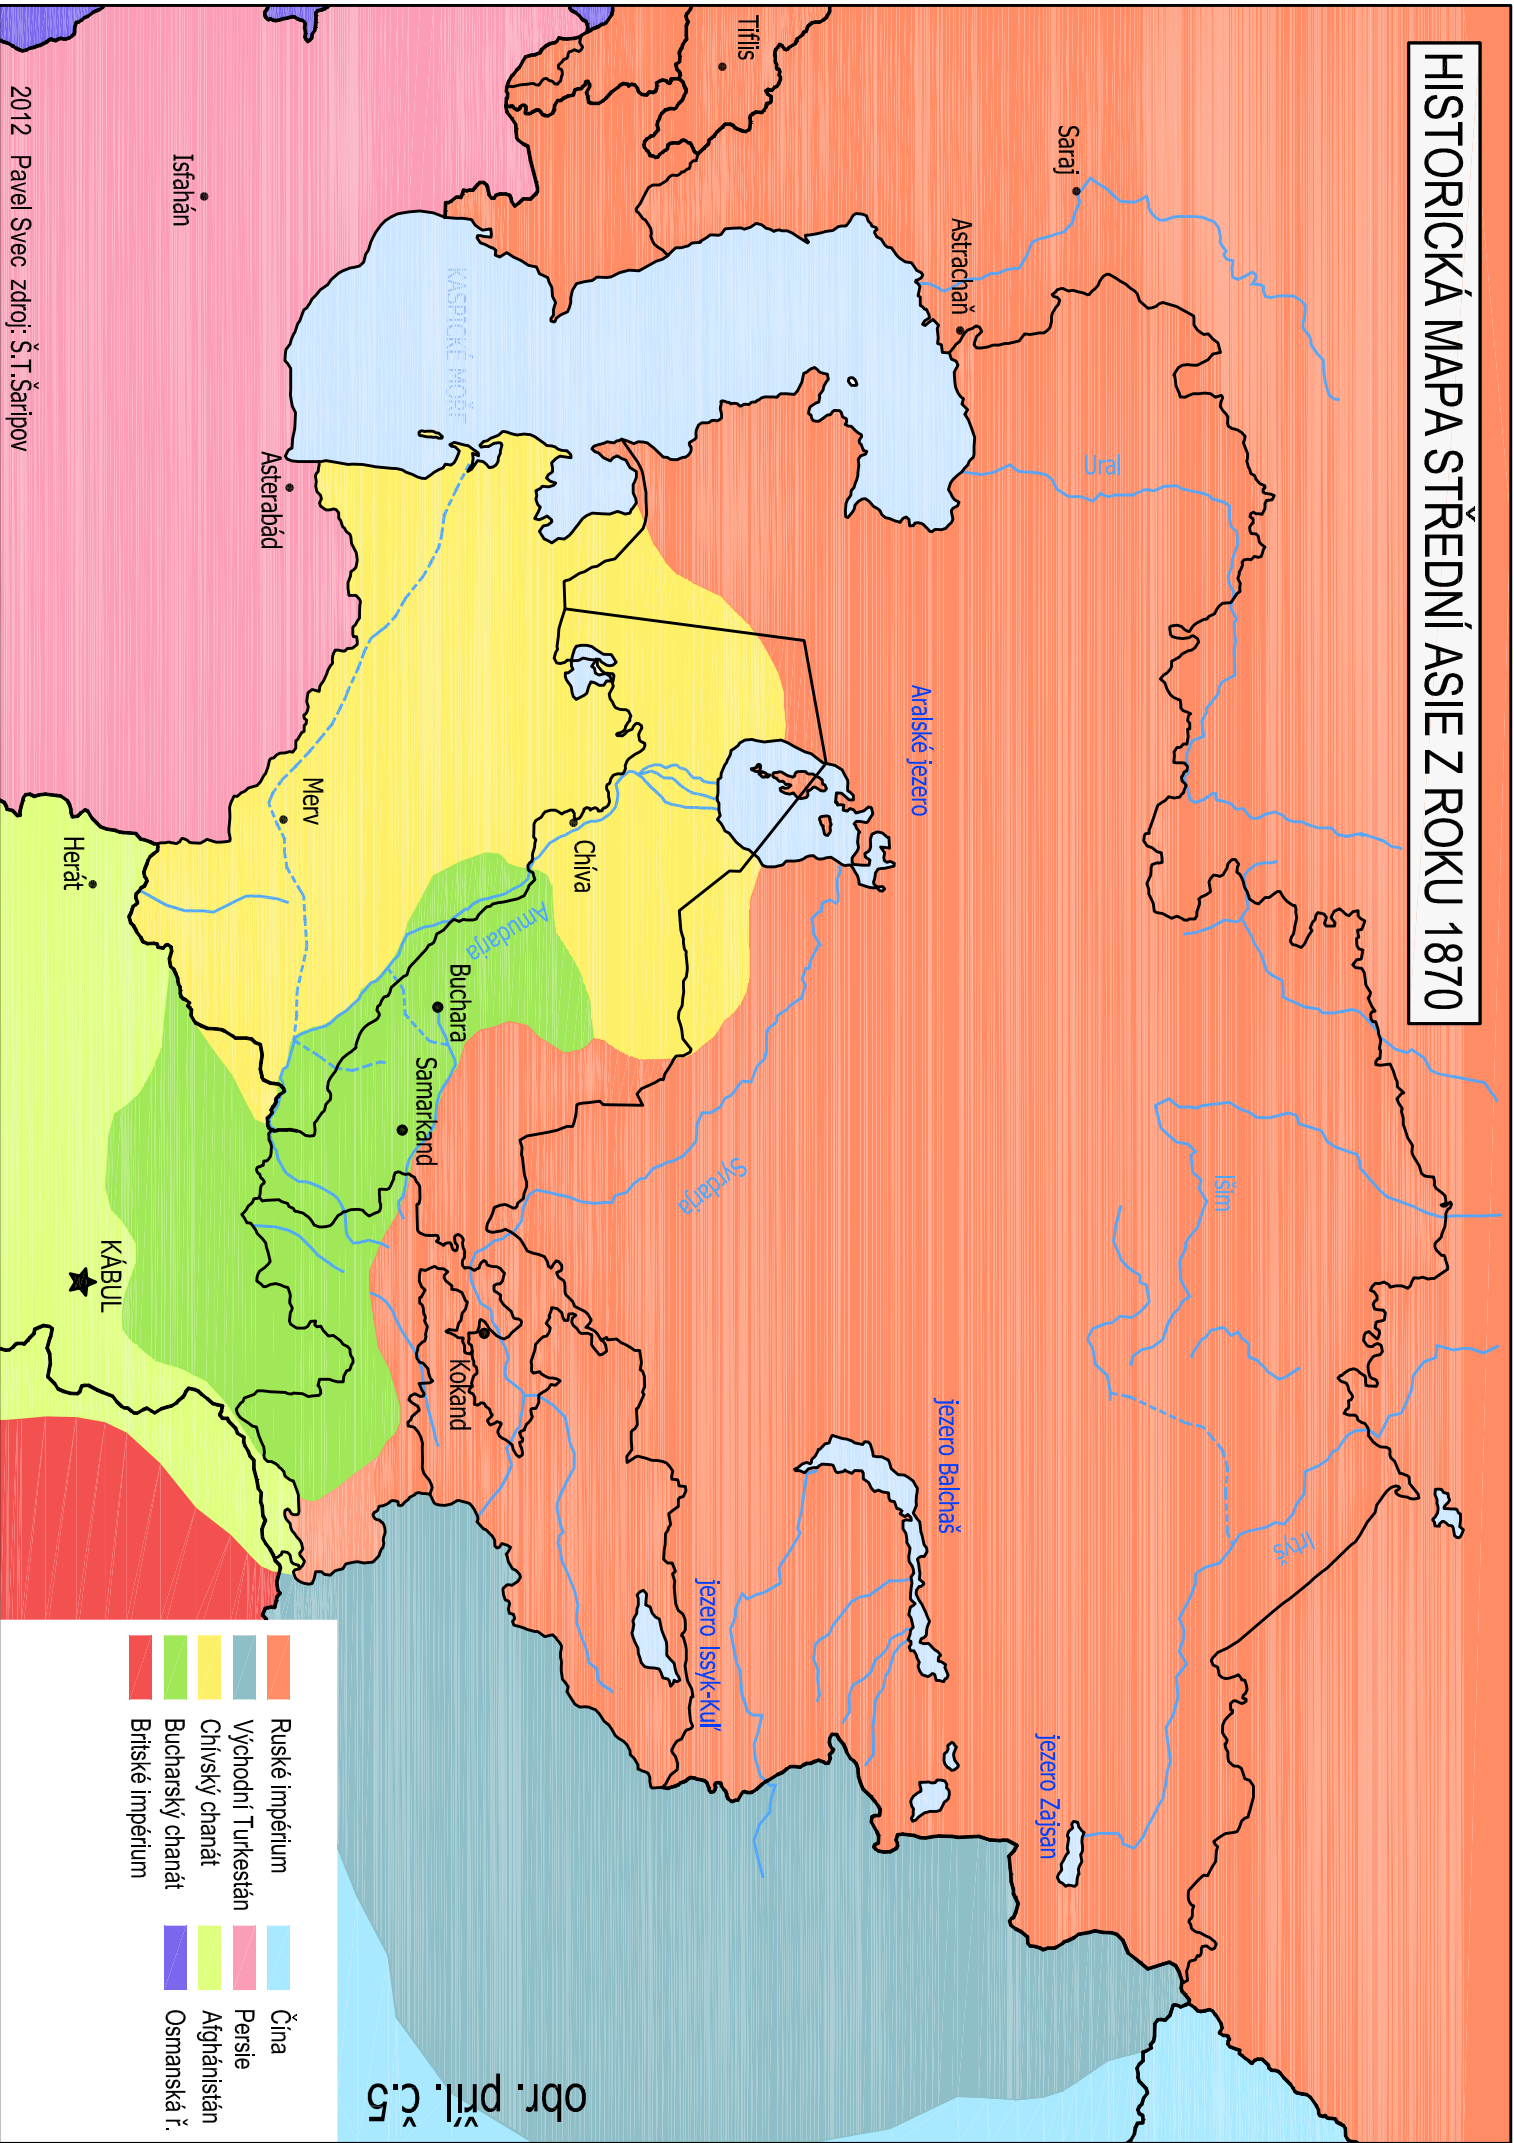 HISTORICKÁ MAPA STŘEDNÍ ASIE Z ROKU 1870
Saraj
Astrachaň
Tiflis
Ural
Išim
Irtyš
jezero Zajsan
Aralské jezero
jezero Balchaš
jezero Issyk-Kuľ
Syrdarja
KASPICKÉ MOŘE
Chíva
Amudarja
Buchara
Samarkand
Kokand
Merv
Asterabád
Isfahán
Herát
KÁBUL
Ruské impérium
Východní Turkestán
Chívský chanát
Bucharský chanát
Britské impérium
Čína
Persie
Afghánistán
Osmanská ř.
2012 Pavel Svec zdroj: Š.T.Šaripov
obr. příl. č.5